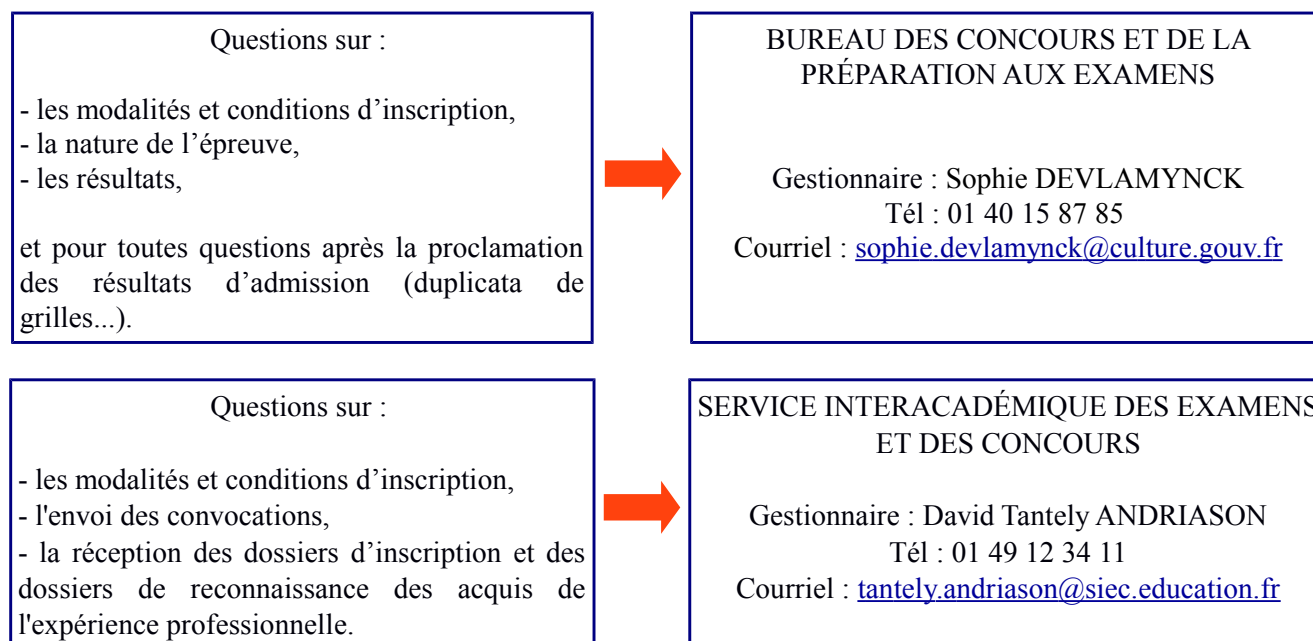 Questions sur :
- les modalités et conditions d’inscription,
- la nature de l’épreuve,
- les résultats,
et pour toutes questions après la proclamation
des résultats d’admission (duplicata de
grilles...).
BUREAU DES CONCOURS ET DE LA
PRÉPARATION AUX EXAMENS
Gestionnaire : Sophie DEVLAMYNCK
Tél : 01 40 15 87 85
Courriel : sophie.devlamynck@culture.gouv.fr
Questions sur :
- les modalités et conditions d’inscription,
- l'envoi des convocations,
- la réception des dossiers d’inscription et des
dossiers de reconnaissance des acquis de
l'expérience professionnelle.
SERVICE INTERACADÉMIQUE DES EXAMENS
ET DES CONCOURS
Gestionnaire : David Tantely ANDRIASON
Tél : 01 49 12 34 11
Courriel : tantely.andriason@siec.education.fr